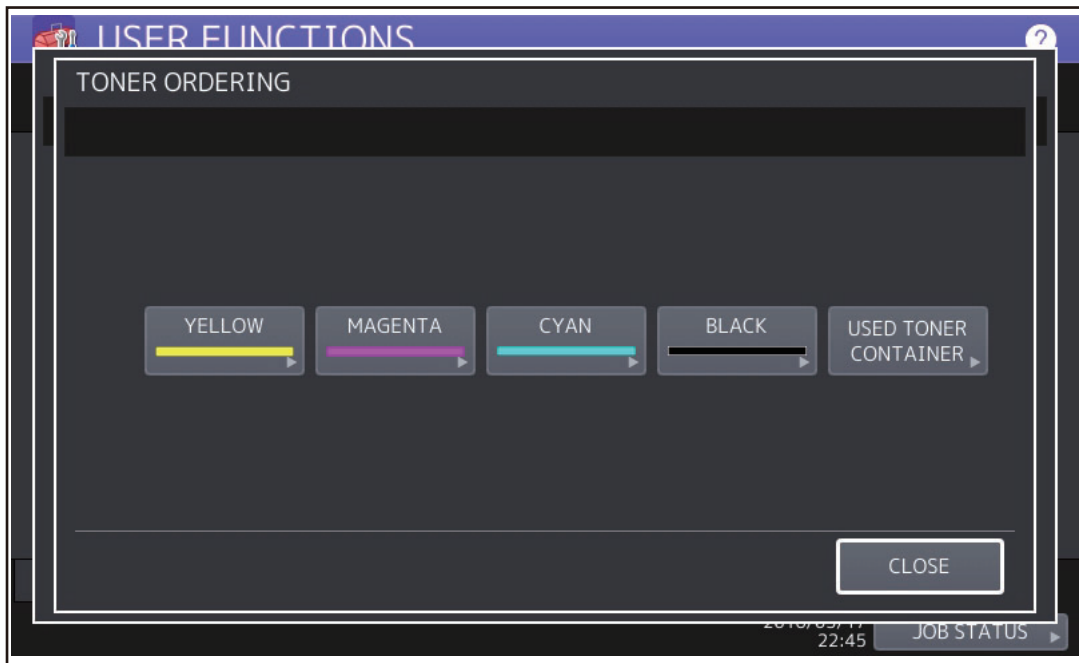 USER FUNCTIONS
?
TONER ORDERING
YELLOW
MAGENTA
CYAN
BLACK
USED TONER
CONTAINER
CLOSE
22:45
JOB STATUS